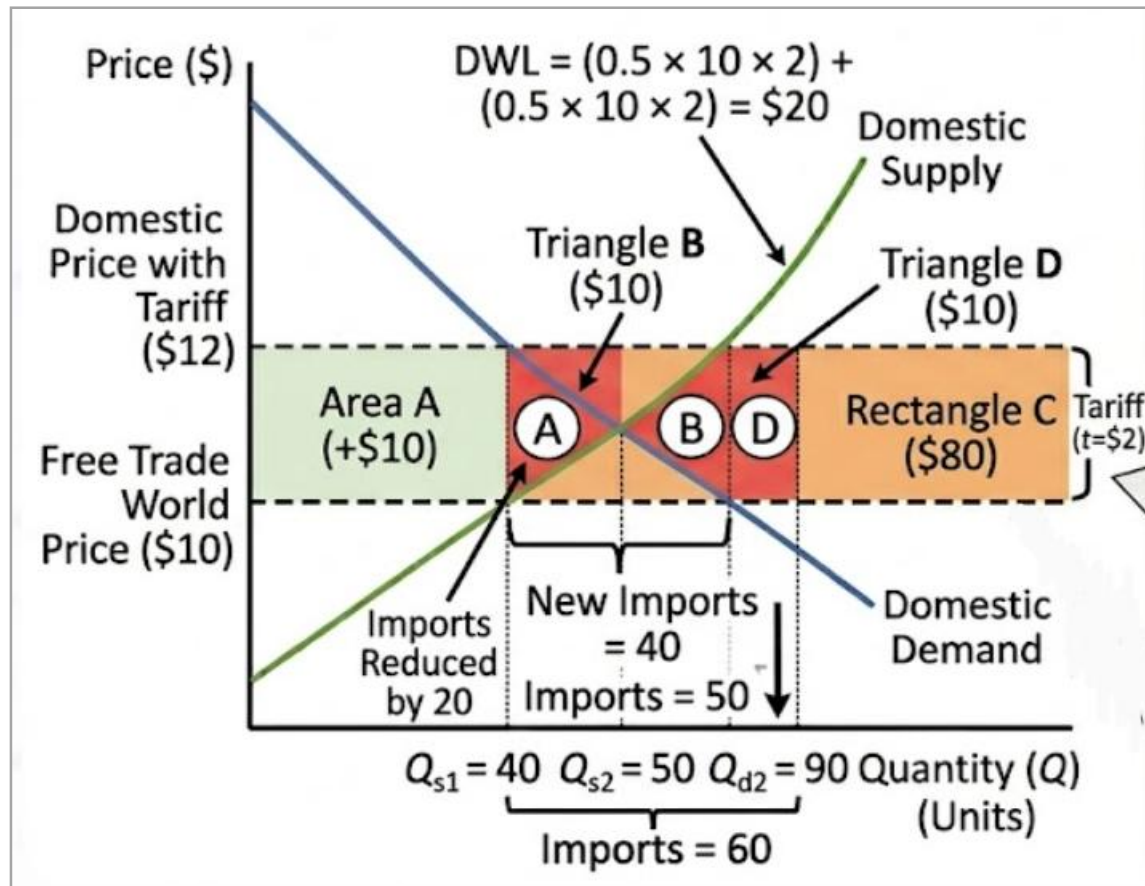 Price ($)
DWL = (0.5 × 10 × 2) +
(0.5 × 10 × 2) = $20
Domestic
Supply
Domestic
Price with
Tariff
($12)
Triangle B
($10)
Triangle D
($10)
Area A
(+$10)
A
B
D
Rectangle C
($80)
Tariff
(t=$2)
Free Trade
World
Price ($10)
Imports
Reduced
by 20
New Imports
= 40
Imports = 50
Domestic
Demand
Qs1 = 40 Qs2 = 50 Qd2 = 90 Quantity (Q)
(Units)
Imports = 60